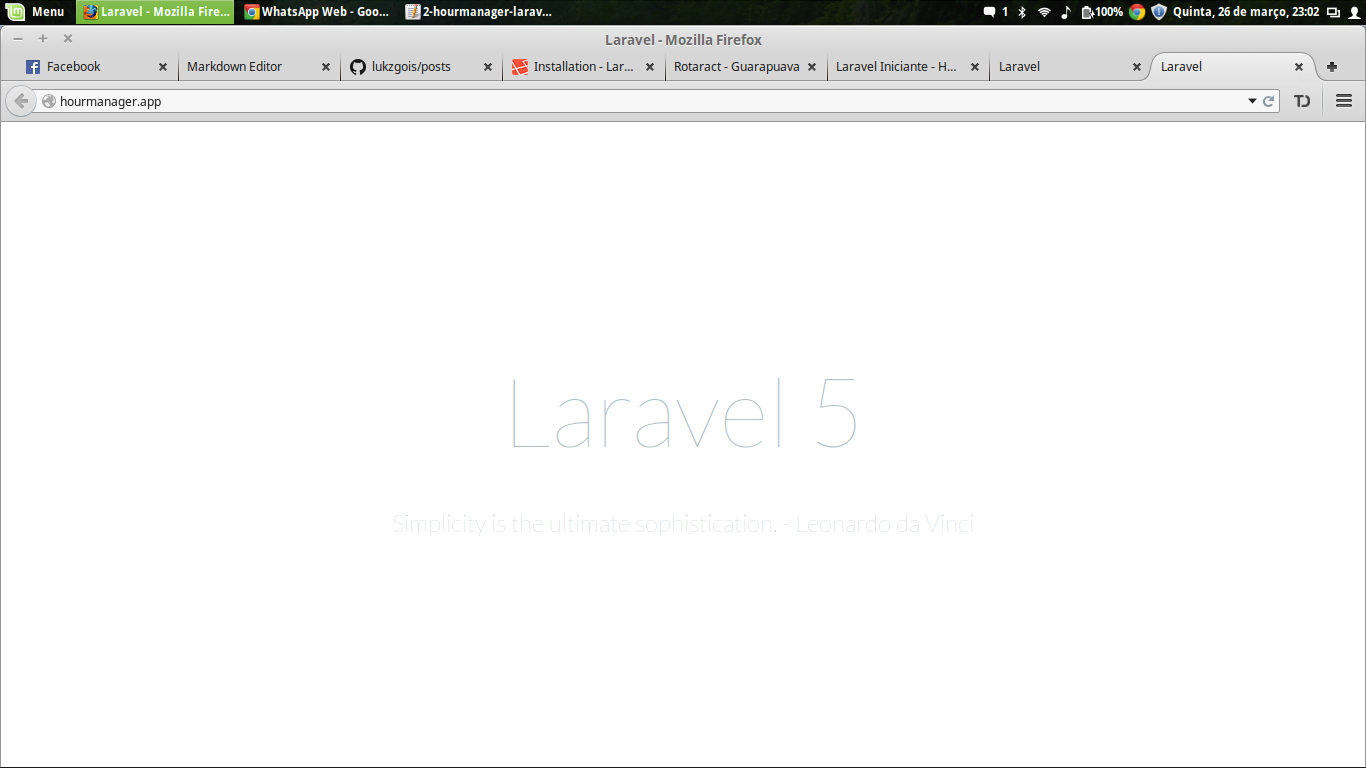 Menu
Laravel - Mozilla Fire...
WhatsApp Web - Goo...
2-hourmanager-larav...
1
100%
Quinta, 26 de março, 23:02
Laravel - Mozilla Firefox
Facebook
Markdown Editor
lukzgois/posts
Installation - Lar...
Rotaract - Guarapuava
Laravel Iniciante - H...
Laravel
Laravel
hourmanager.app
Laravel 5
Simplicity is the ultimate sophistication. - Leonardo da Vinci